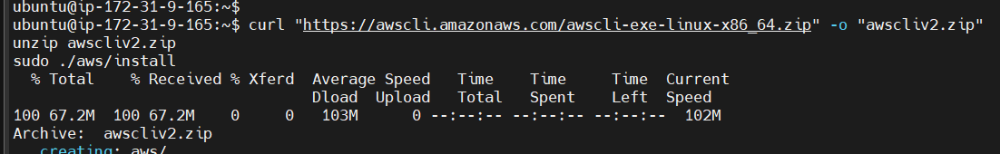 ubuntu@ip-172-31-9-165:~$
ubuntu@ip-172-31-9-165:~$ curl "https://awscli.amazonaws.com/awscli-exe-linux-x86_64.zip" -o "awscliv2.zip"
unzip awscliv2.zip
sudo ./aws/install
  % Total    % Received % Xferd  Average Speed   Time    Time     Time  Current
                                 Dload  Upload   Total   Spent    Left  Speed
100 67.2M  100 67.2M    0     0   103M      0 --:--:-- --:--:-- --:--:--  102M
Archive:  awscliv2.zip
   creating: aws/